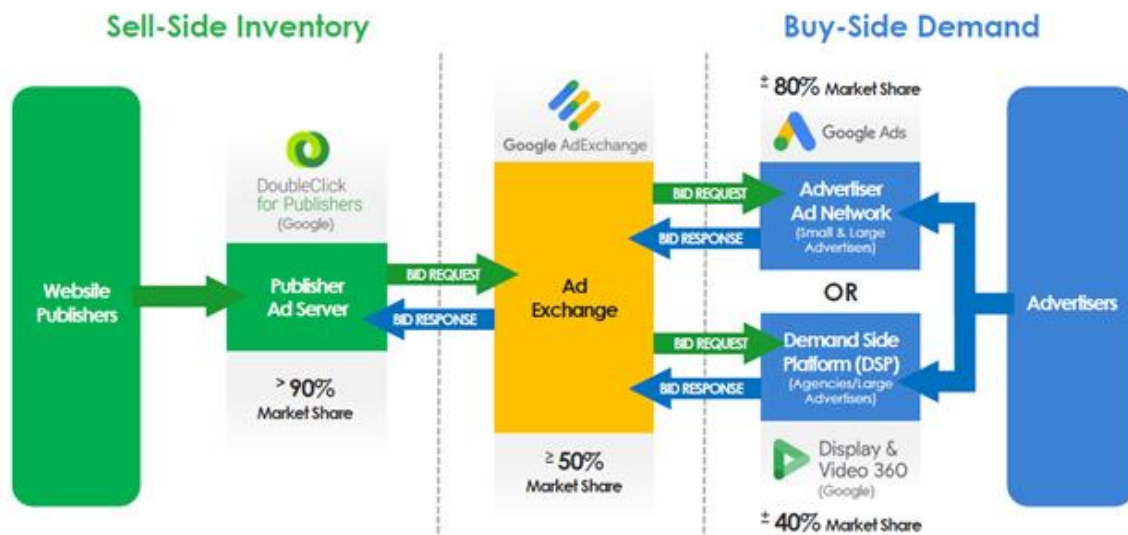 Sell-Side Inventory
Buy-Side Demand
Website
Publishers
DoubleClick
for Publishers
(Google)
Publisher
Ad Server
> 90%
Market Share
BID REQUEST
BID RESPONSE
Google AdExchange
Ad
Exchange
≥ 50%
Market Share
BID REQUEST
BID RESPONSE
BID REQUEST
BID RESPONSE
± 80% Market Share
Google Ads
Advertiser
Ad Network
(Small & Large
Advertisers)
OR
Demand Side
Platform (DSP)
(Agencies/Large
Advertisers)
Display &
Video 360
(Google)
± 40% Market Share
Advertisers